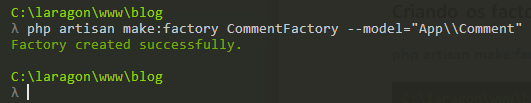 C:\laragon\www\blog
λ php artisan make:factory CommentFactory --model="App\\Comment"
Factory created successfully.
C:\laragon\www\blog
λ